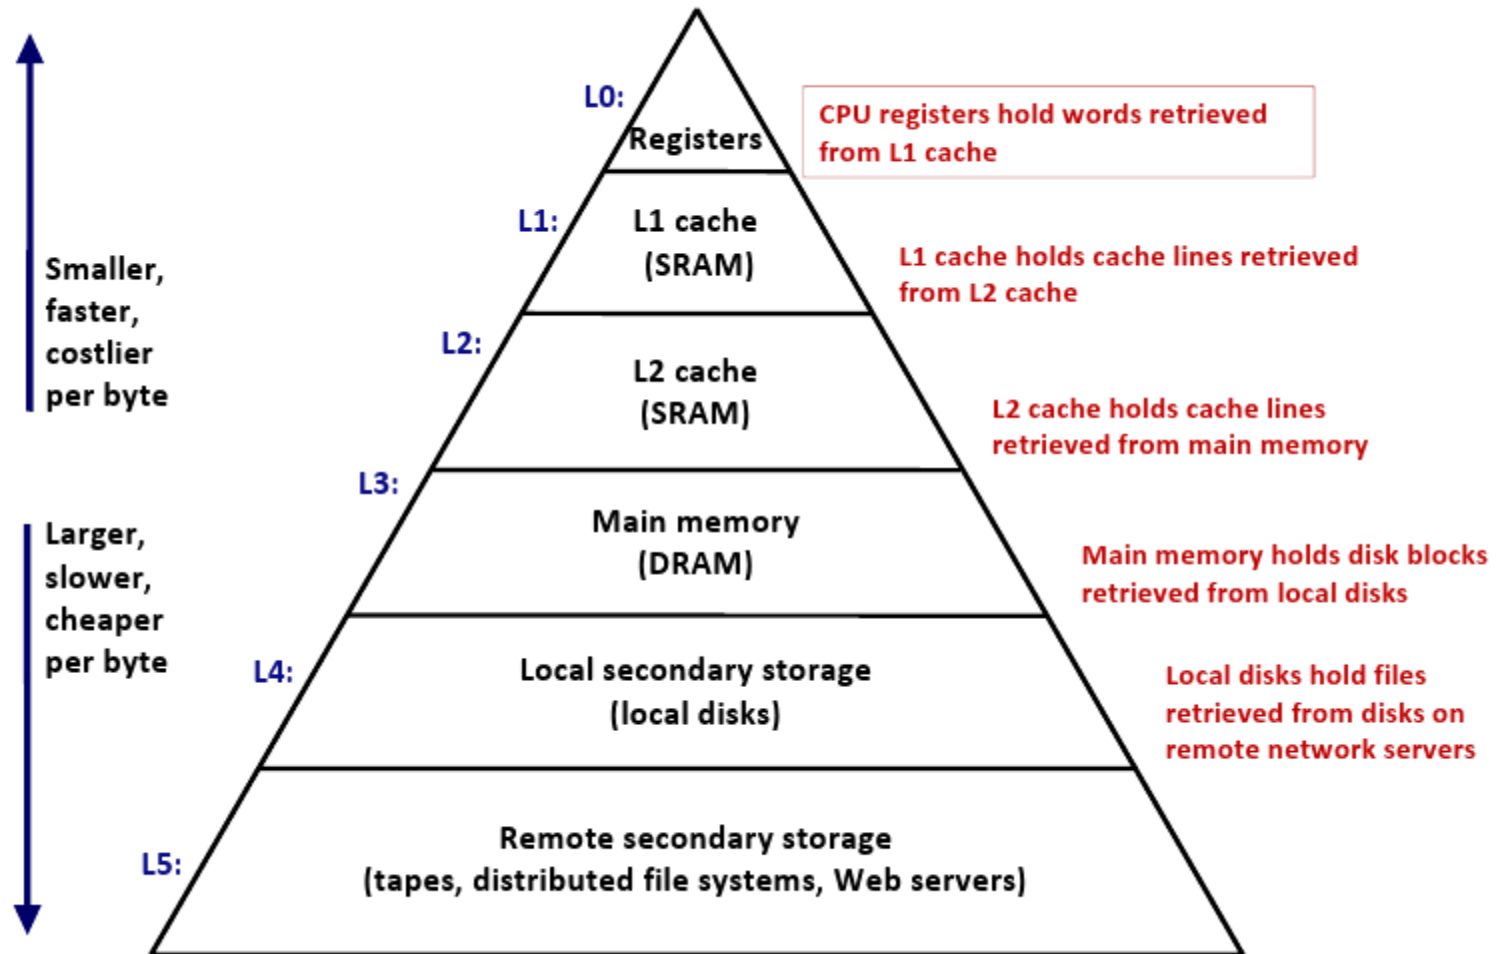 L0:
Registers
CPU registers hold words retrieved
from L1 cache
L1:
L1 cache
(SRAM)
L1 cache holds cache lines retrieved
from L2 cache
Smaller,
faster,
costlier
per byte
L2:
L2 cache
(SRAM)
L2 cache holds cache lines
retrieved from main memory
L3:
Main memory
(DRAM)
Main memory holds disk blocks
retrieved from local disks
Larger,
slower,
cheaper
per byte
L4:
Local secondary storage
(local disks)
Local disks hold files
retrieved from disks on
remote network servers
L5:
Remote secondary storage
(tapes, distributed file systems, Web servers)